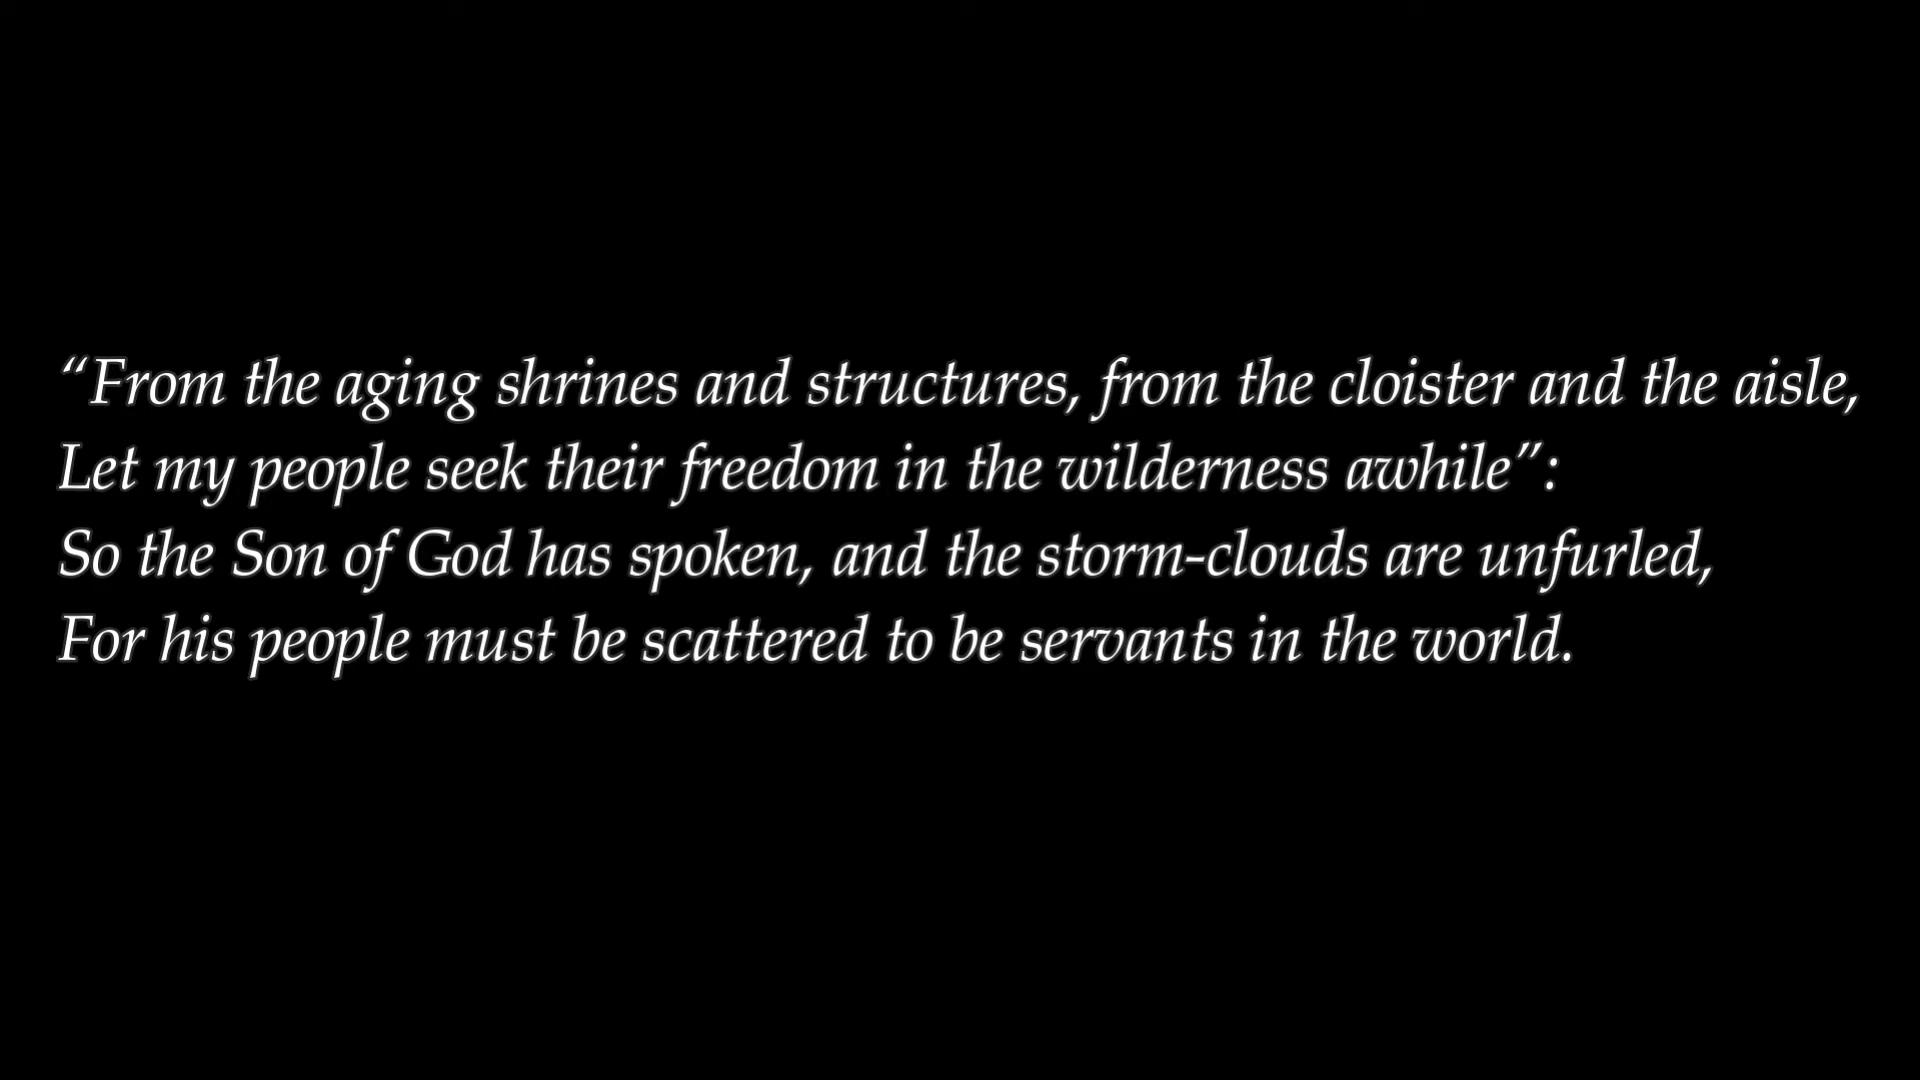 “From the aging shrines and structures, from the cloister and the aisle,
Let my people seek their freedom in the wilderness awhile”:
So the Son of God has spoken, and the storm-clouds are unfurled,
For his people must be scattered to be servants in the world.